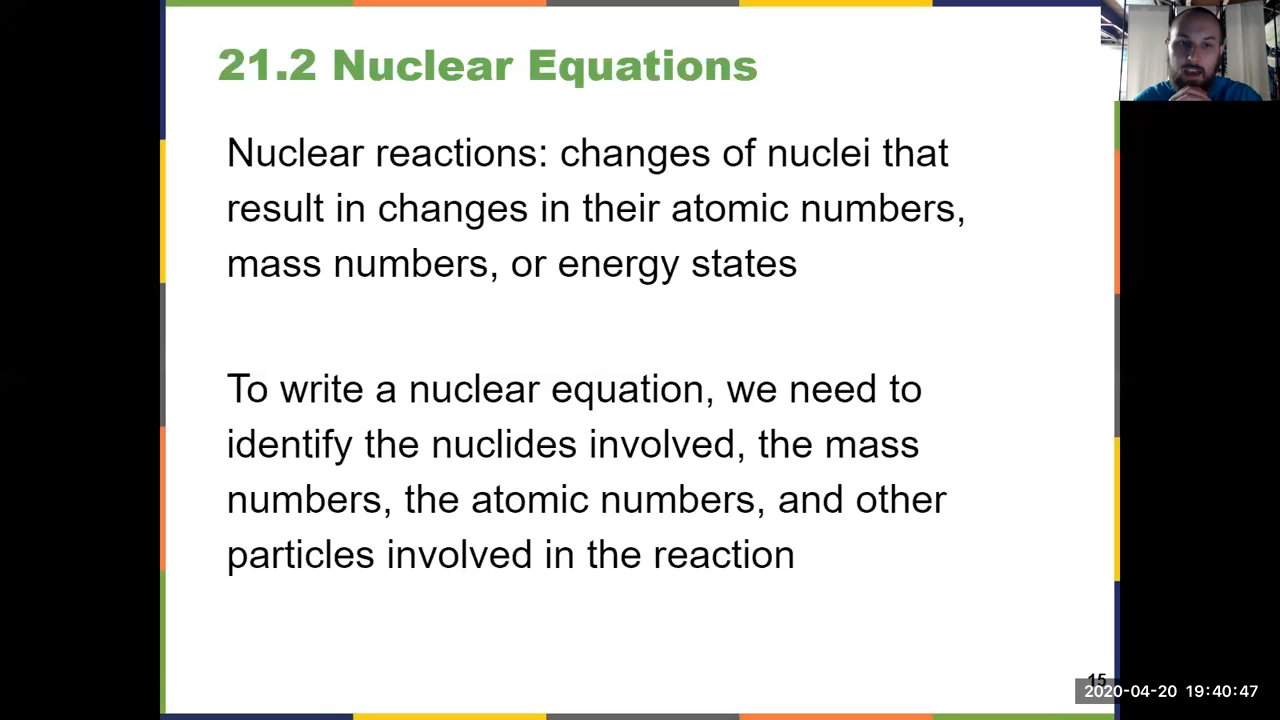 21.2 Nuclear Equations
Nuclear reactions: changes of nuclei that
result in changes in their atomic numbers,
mass numbers, or energy states
To write a nuclear equation, we need to
identify the nuclides involved, the mass
numbers, the atomic numbers, and other
particles involved in the reaction
15
2020-04-20 19:40:47